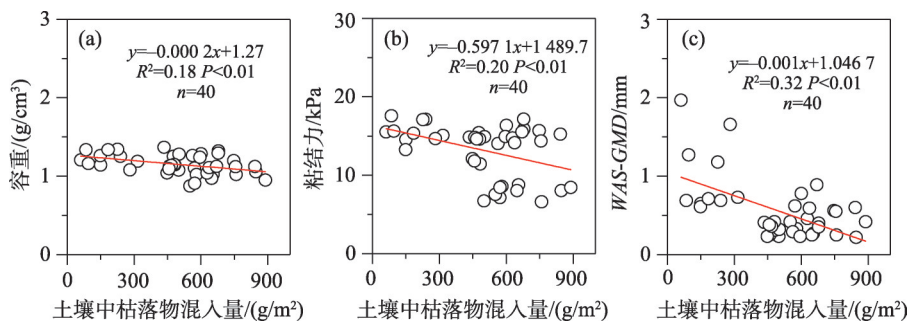 (a)
y=–0.000 2x+1.27
R²=0.18 P<0.01
n=40
3
2
1
0
容重/(g/cm³)
0 300 600 900
土壤中枯落物混入量/(g/m²)
(b)
y=–0.597 1x+1 489.7
R²=0.20 P<0.01
n=40
30
20
10
0
粘结力/kPa
0 300 600 900
土壤中枯落物混入量/(g/m²)
(c)
y=–0.001x+1.046 7
R²=0.32 P<0.01
n=40
3
2
1
0
WAS-GMD/mm
0 300 600 900
土壤中枯落物混入量/(g/m²)